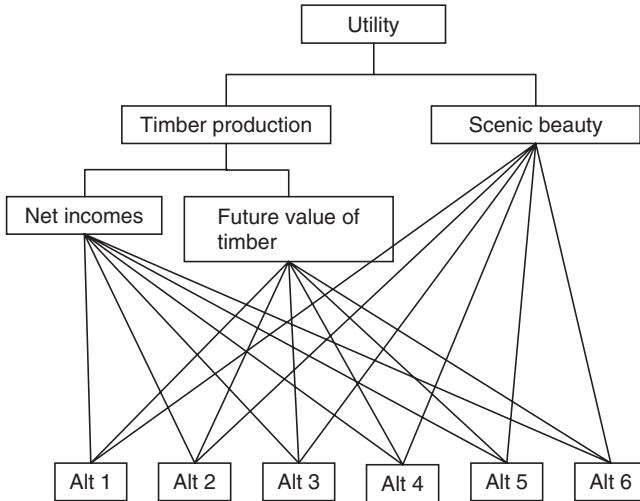 Utility
Timber production
Scenic beauty
Net incomes
Future value of
timber
Alt 1
Alt 2
Alt 3
Alt 4
Alt 5
Alt 6